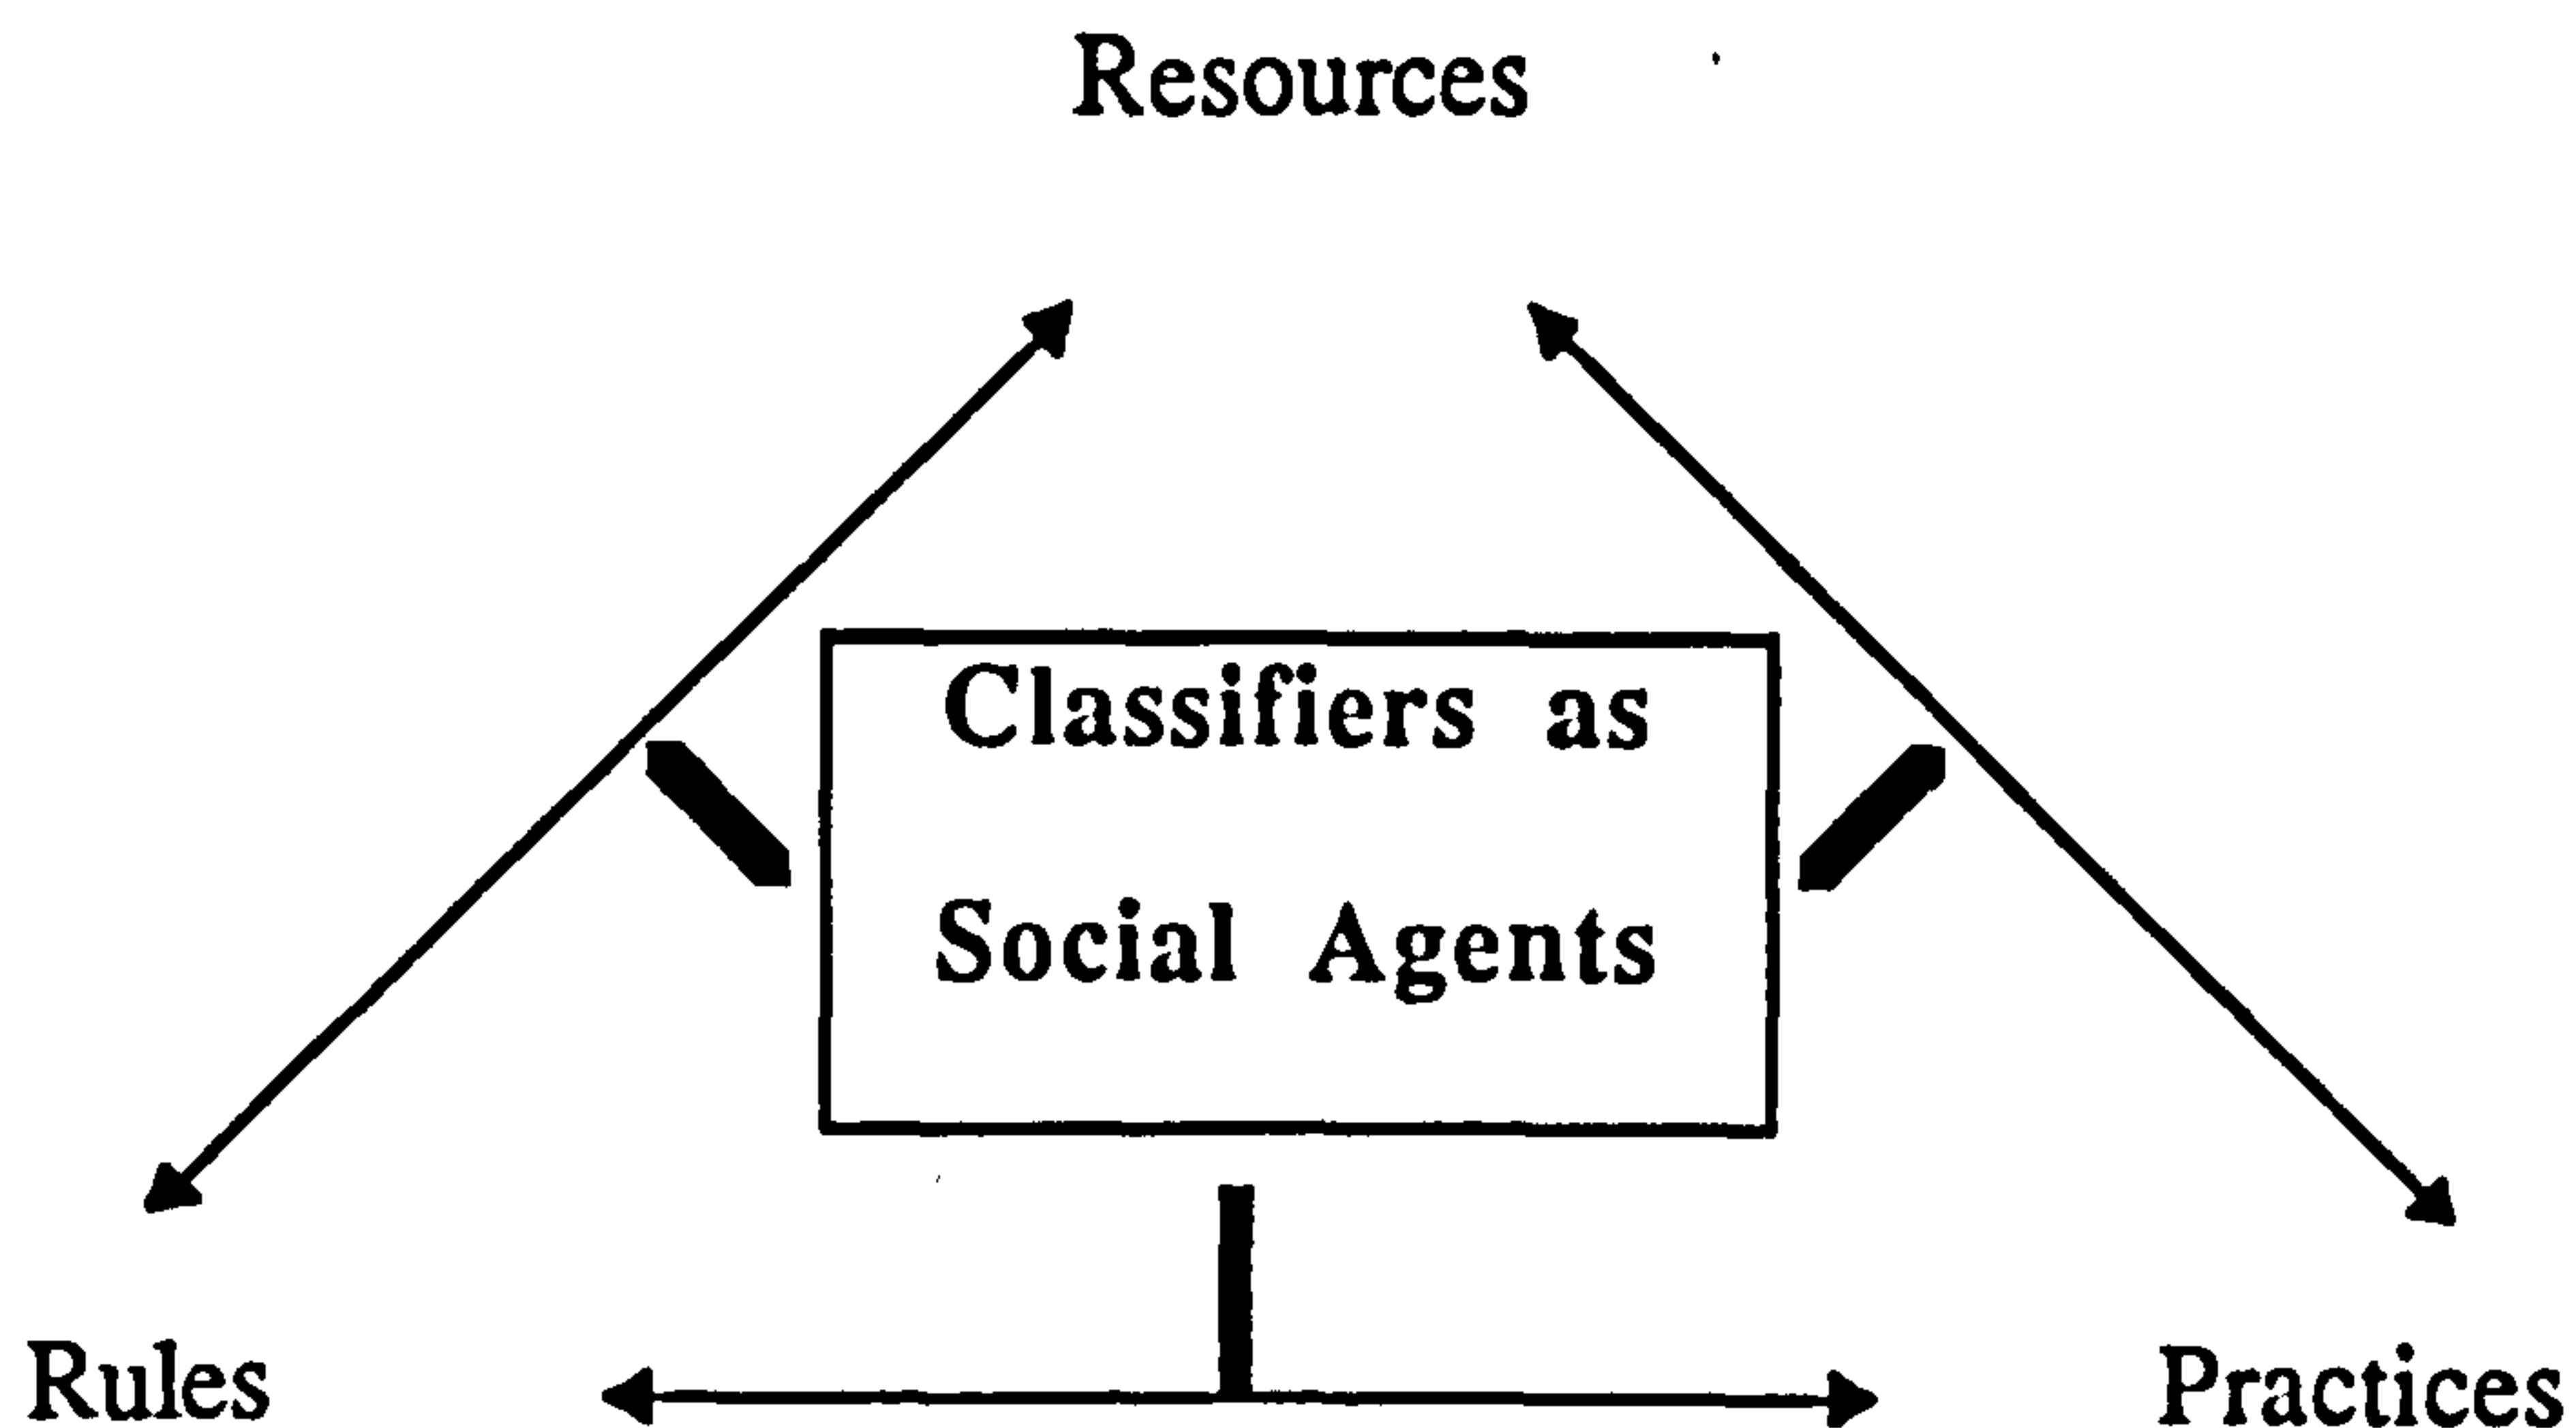 Resources
Classifiers as
Social Agents
Rules
Practices